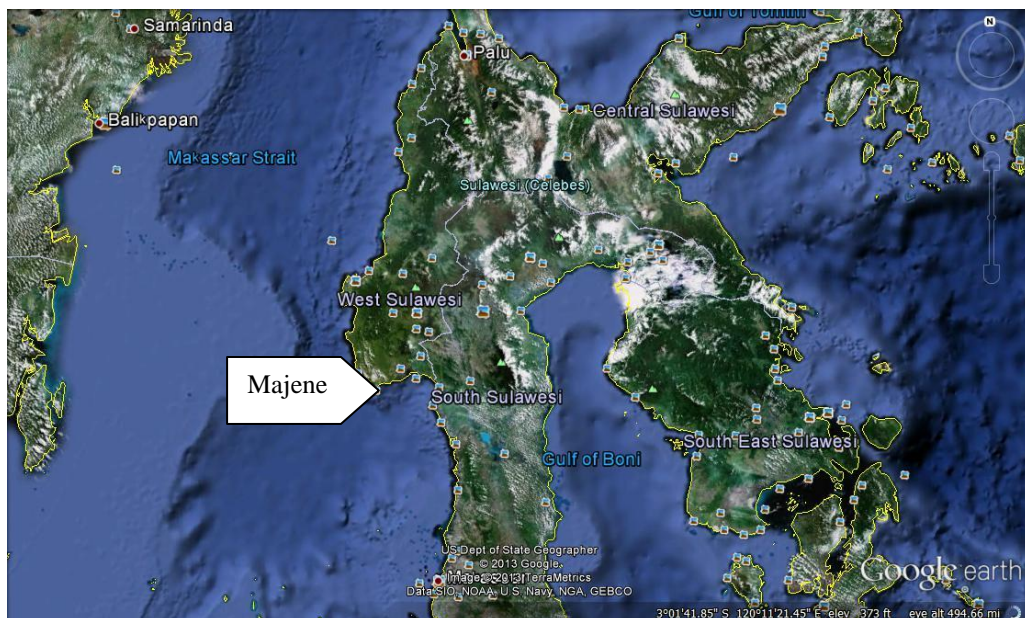 Samarinda
Gulf of Tomini
N
Palu
Balikpapan
Central Sulawesi
Makassar Strait
Sulawesi (Celebes)
West Sulawesi
Majene
South Sulawesi
South East Sulawesi
Gulf of Boni
US Dept of State Geographer
© 2013 Google
Image © 2013 TerraMetrics
Data SIO, NOAA, U.S. Navy, NGA, GEBCO
Google earth
3°01'41.85" S 120°11'21.45" E elev 373 ft eye alt 494.66 mi